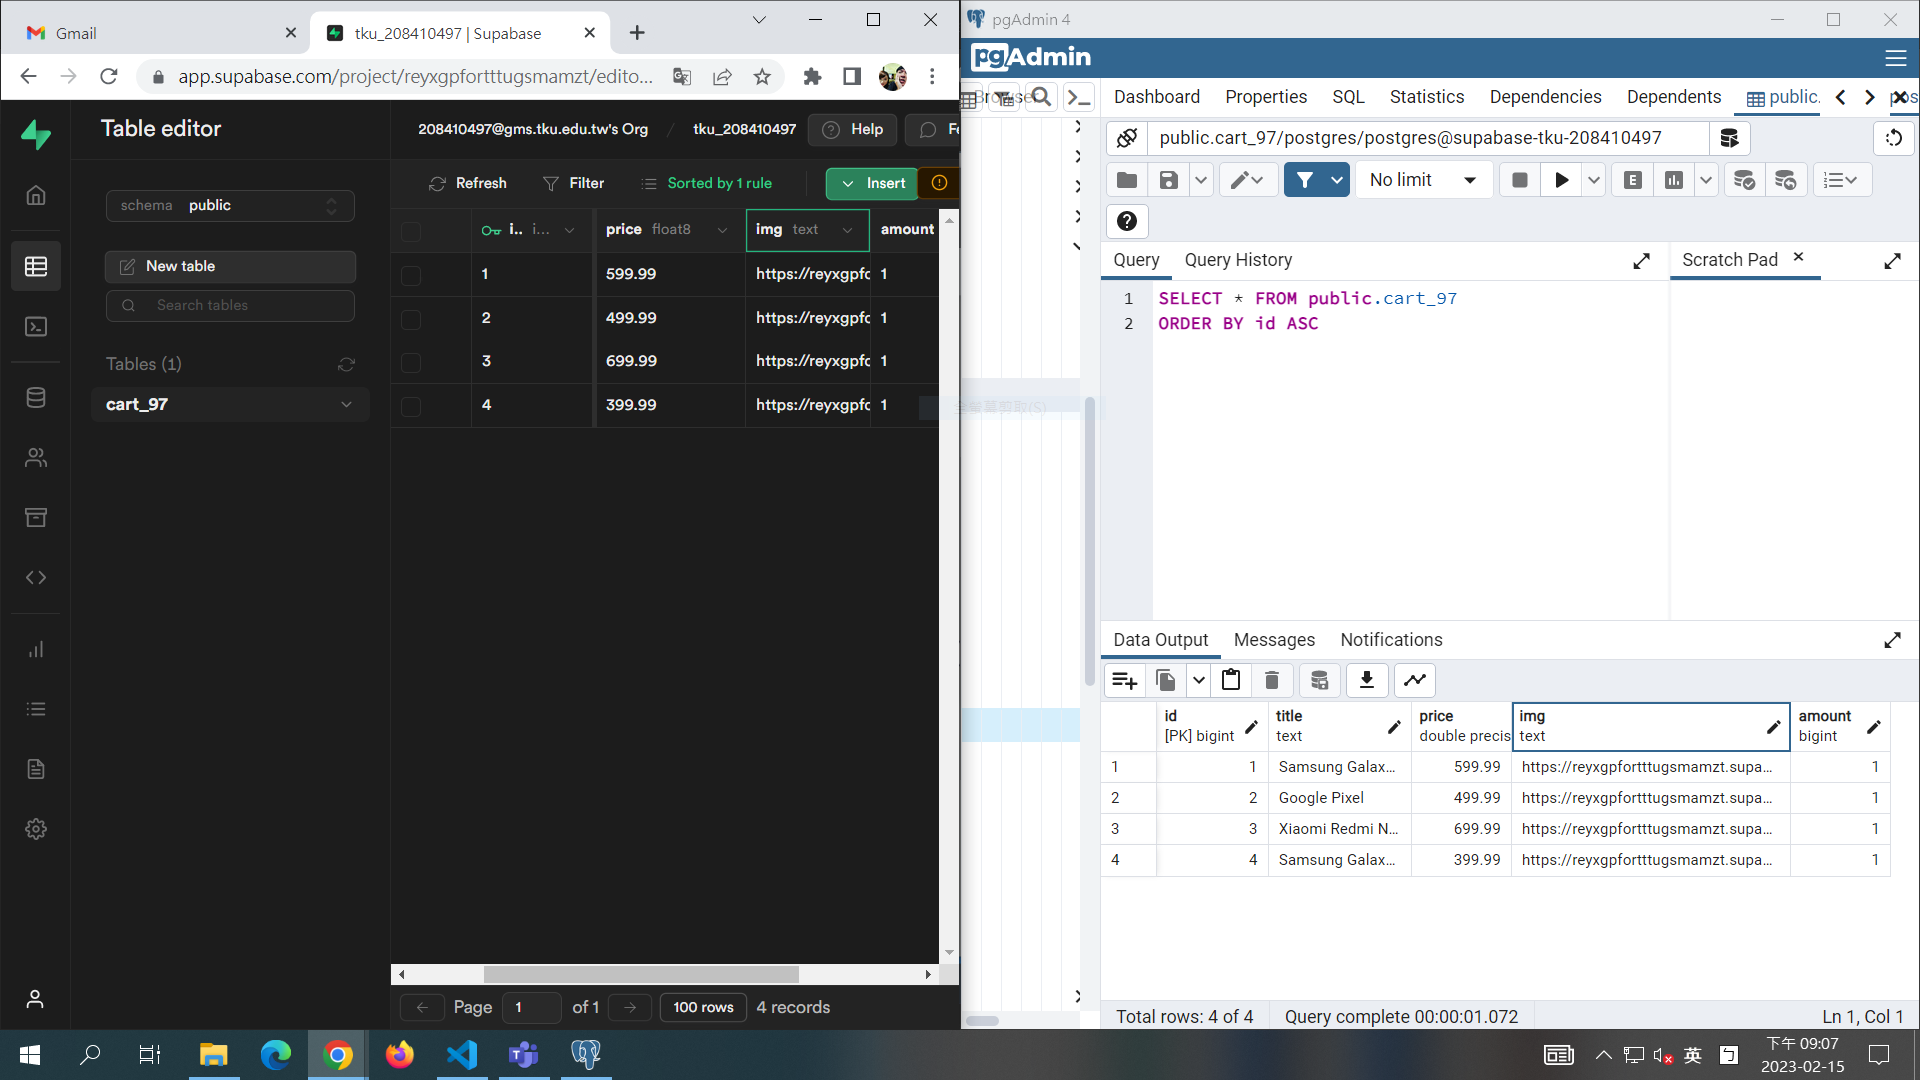 Gmail
tku_208410497 | Supabase
app.supabase.com/project/reyxgpfortttugsmamzt/edito...
Table editor
208410497@gms.tku.edu.tw's Org / tku_208410497
Help
schema public
Refresh
Filter
Sorted by 1 rule
Insert
New table
Search tables
Tables (1)
cart_97
i.. i... price float8 img text amount
1 599.99 https://reyxgpfc 1
2 499.99 https://reyxgpfc 1
3 699.99 https://reyxgpfc 1
4 399.99 https://reyxgpfc 1
Page 1 of 1 100 rows 4 records
pgAdmin 4
pgAdmin
Browser
Dashboard Properties SQL Statistics Dependencies Dependents public. pos
public.cart_97/postgres/postgres@supabase-tku-208410497
No limit
E
Query Query History
Scratch Pad
1 SELECT * FROM public.cart_97
2 ORDER BY id ASC
全螢幕剪取(S)
Data Output Messages Notifications
id title price img amount
[PK] bigint text double precis text bigint
1 1 Samsung Galax... 599.99 https://reyxgpfortttugsmamzt.supa... 1
2 2 Google Pixel 499.99 https://reyxgpfortttugsmamzt.supa... 1
3 3 Xiaomi Redmi N... 699.99 https://reyxgpfortttugsmamzt.supa... 1
4 4 Samsung Galax... 399.99 https://reyxgpfortttugsmamzt.supa... 1
Total rows: 4 of 4 Query complete 00:00:01.072 Ln 1, Col 1
英
ㄅ
下午 09:07
2023-02-15